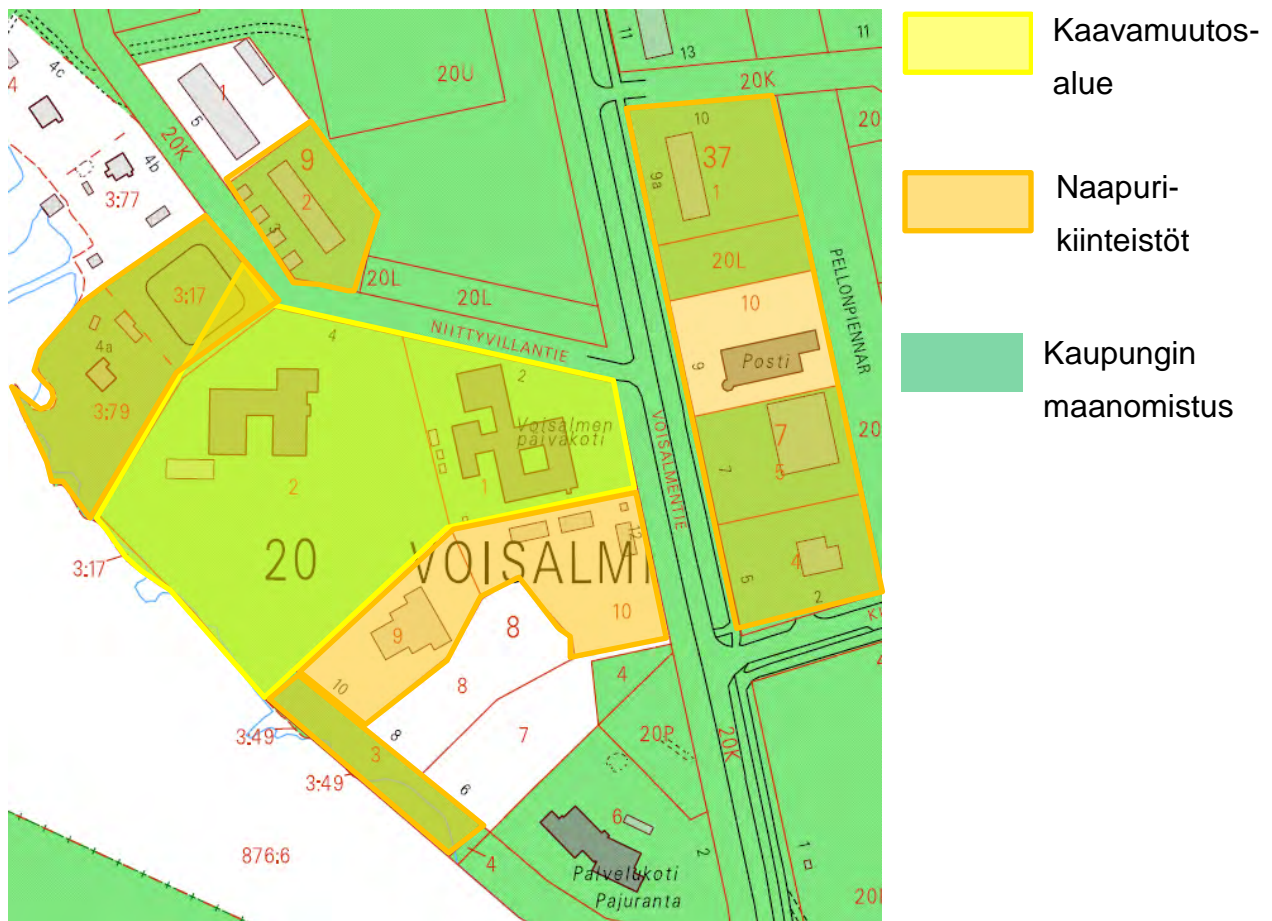 Kaavamuutos-
alue
Naapuri-
kiinteistöt
Kaupungin
maanomistus
4c
4
20K
5
1
20U
11
13
11
20K
4b
3:77
9
2
3
10
37
9a
1
20
20L
20L
20L
PELLONPIENNAR
3:17
4a
3:79
4
NIITTYVILLANTIE
2
10
Posti
9
Voisalmen
päiväkoti
VOISALMENTIE
7
5
7
20
2
1
12
20
VOISALMI
3:17
4
5
2
9
10
8
10
8
7
4
20P
20K
3:49
3
8
3:49
6
6
876:6
4
Palvelukoti
Pajuranta
2
1